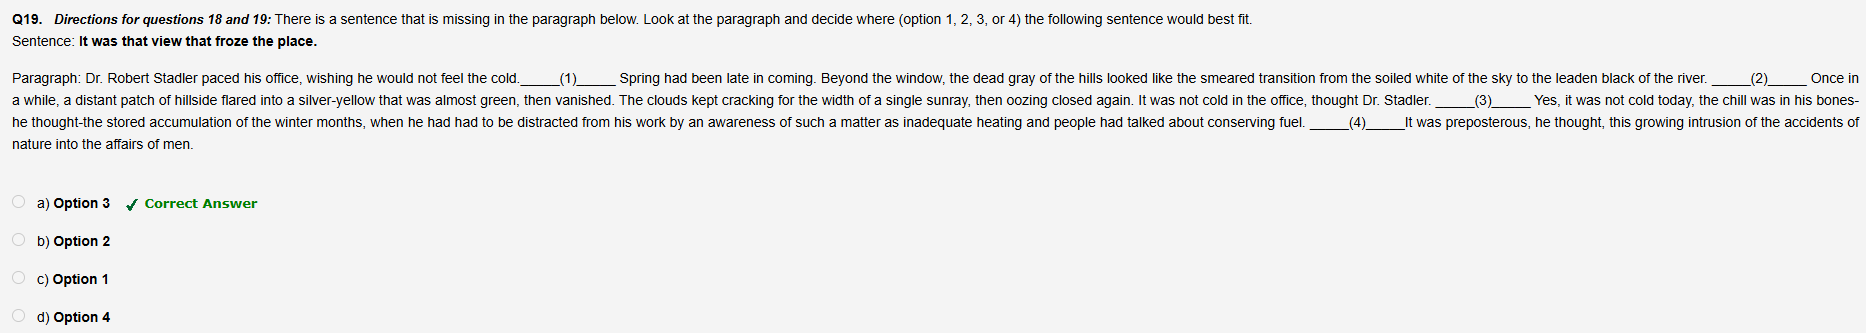 Q19. Directions for questions 18 and 19: There is a sentence that is missing in the paragraph below. Look at the paragraph and decide where (option 1, 2, 3, or 4) the following sentence would best fit.
Sentence: It was that view that froze the place.
Paragraph: Dr. Robert Stadler paced his office, wishing he would not feel the cold._____(1)_____ Spring had been late in coming. Beyond the window, the dead gray of the hills looked like the smeared transition from the soiled white of the sky to the leaden black of the river. _____(2)_____ Once in
a while, a distant patch of hillside flared into a silver-yellow that was almost green, then vanished. The clouds kept cracking for the width of a single sunray, then oozing closed again. It was not cold in the office, thought Dr. Stadler. _____(3)_____ Yes, it was not cold today, the chill was in his bones-
he thought-the stored accumulation of the winter months, when he had had to be distracted from his work by an awareness of such a matter as inadequate heating and people had talked about conserving fuel. _____(4)_____It was preposterous, he thought, this growing intrusion of the accidents of
nature into the affairs of men.
a) Option 3 ✓ Correct Answer
b) Option 2
c) Option 1
d) Option 4